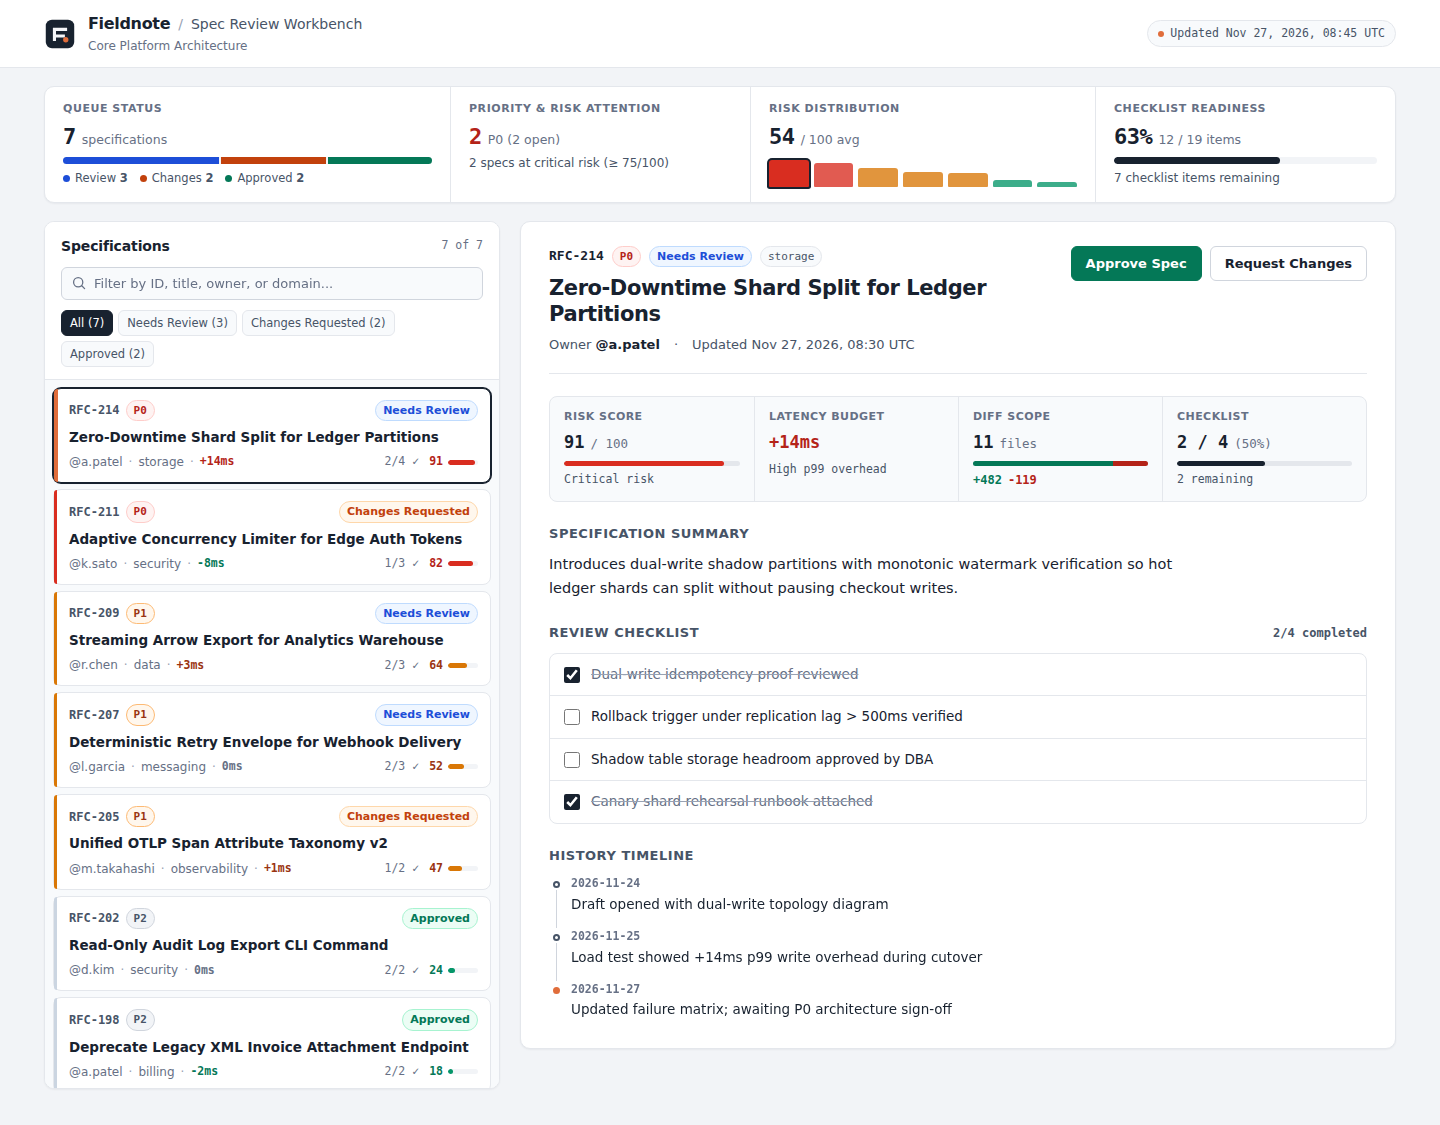 Fieldnote / Spec Review Workbench
Core Platform Architecture
Updated Nov 27, 2026, 08:45 UTC
QUEUE STATUS
7 specifications
Review 3 Changes 2 Approved 2
PRIORITY & RISK ATTENTION
2 P0 (2 open)
2 specs at critical risk (≥ 75/100)
RISK DISTRIBUTION
54 / 100 avg
CHECKLIST READINESS
63% 12 / 19 items
7 checklist items remaining
Specifications
7 of 7
Filter by ID, title, owner, or domain...
All (7) Needs Review (3) Changes Requested (2)
Approved (2)
RFC-214 P0 Needs Review
Zero-Downtime Shard Split for Ledger Partitions
@a.patel · storage · +14ms 2/4 ✓ 91
RFC-211 P0 Changes Requested
Adaptive Concurrency Limiter for Edge Auth Tokens
@k.sato · security · -8ms 1/3 ✓ 82
RFC-209 P1 Needs Review
Streaming Arrow Export for Analytics Warehouse
@r.chen · data · +3ms 2/3 ✓ 64
RFC-207 P1 Needs Review
Deterministic Retry Envelope for Webhook Delivery
@l.garcia · messaging · 0ms 2/3 ✓ 52
RFC-205 P1 Changes Requested
Unified OTLP Span Attribute Taxonomy v2
@m.takahashi · observability · +1ms 1/2 ✓ 47
RFC-202 P2 Approved
Read-Only Audit Log Export CLI Command
@d.kim · security · 0ms 2/2 ✓ 24
RFC-198 P2 Approved
Deprecate Legacy XML Invoice Attachment Endpoint
@a.patel · billing · -2ms 2/2 ✓ 18
RFC-214 P0 Needs Review storage
Zero-Downtime Shard Split for Ledger
Partitions
Owner @a.patel · Updated Nov 27, 2026, 08:30 UTC
Approve Spec
Request Changes
RISK SCORE
91 / 100
Critical risk
LATENCY BUDGET
+14ms
High p99 overhead
DIFF SCOPE
11 files
+482 -119
CHECKLIST
2 / 4 (50%)
2 remaining
SPECIFICATION SUMMARY
Introduces dual-write shadow partitions with monotonic watermark verification so hot
ledger shards can split without pausing checkout writes.
REVIEW CHECKLIST
2/4 completed
Dual-write idempotency proof reviewed
Rollback trigger under replication lag > 500ms verified
Shadow table storage headroom approved by DBA
Canary shard rehearsal runbook attached
HISTORY TIMELINE
2026-11-24
Draft opened with dual-write topology diagram
2026-11-25
Load test showed +14ms p99 write overhead during cutover
2026-11-27
Updated failure matrix; awaiting P0 architecture sign-off